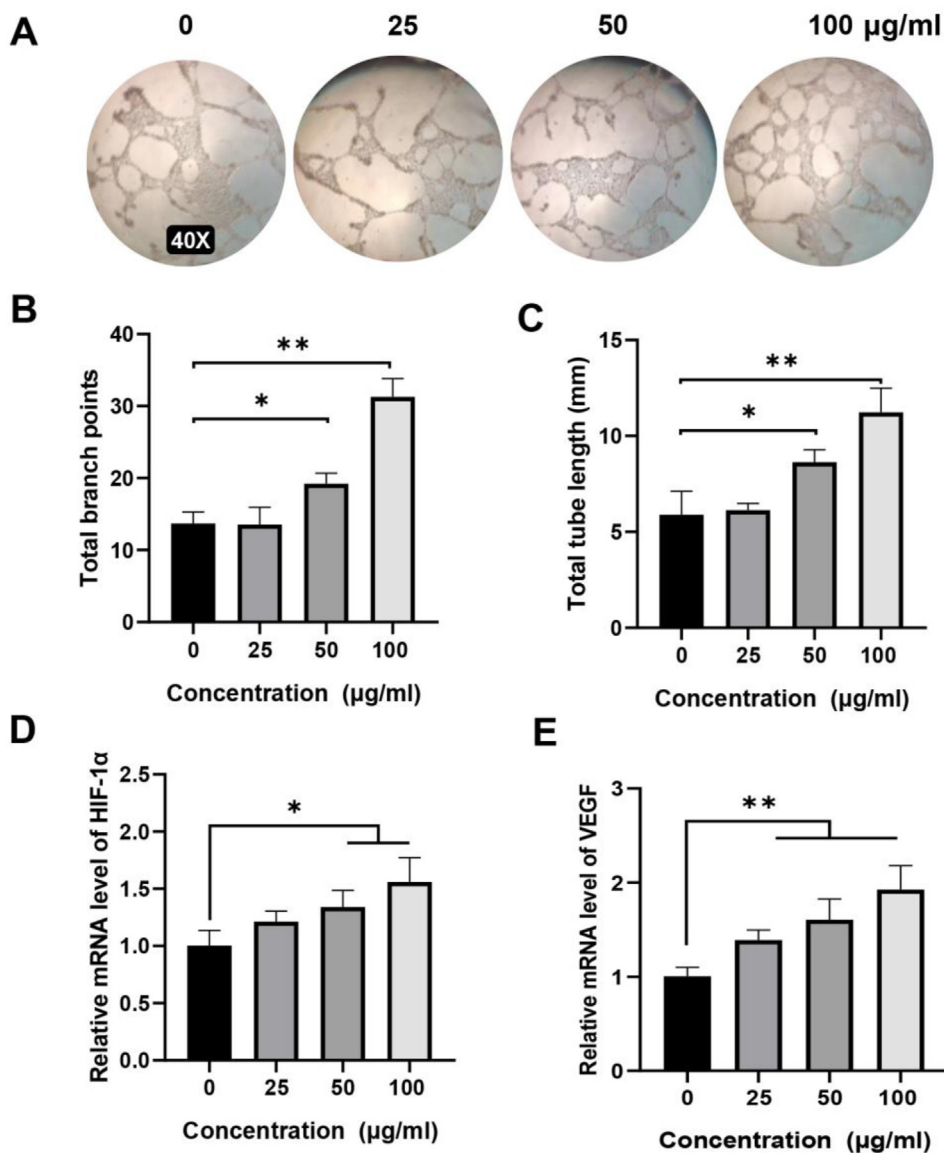 A
0 25 50 100 µg/ml
40X
B
Total branch points
40
30
20
10
0
**
*
0 25 50 100
Concentration (µg/ml)
C
Total tube length (mm)
15
10
5
0
**
*
0 25 50 100
Concentration (µg/ml)
D
Relative mRNA level of HIF-1α
2.5
2.0
1.5
1.0
0.5
0.0
*
0 25 50 100
Concentration (µg/ml)
E
Relative mRNA level of VEGF
3
2
1
0
**
0 25 50 100
Concentration (µg/ml)